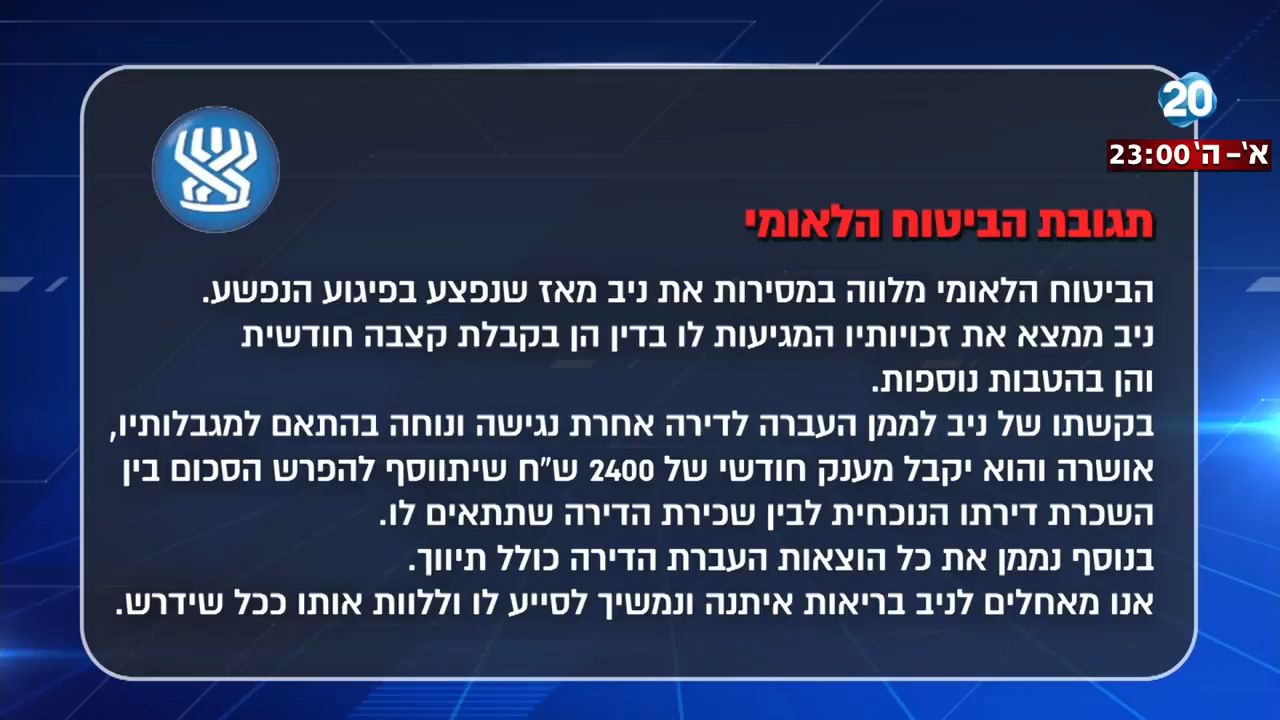 20
א'-ה' 23:00
תגובת הביטוח הלאומי
הביטוח הלאומי מלווה במסירות את ניב מאז שנפצע בפיגוע הנפשע.
ניב ממצא את זכויותיו המגיעות לו בדין הן בקבלת קצבה חודשית
והן בהטבות נוספות.
בקשתו של ניב לממן העברה לדירה אחרת נגישה ונוחה בהתאם למגבלותיו,
אושרה והוא יקבל מענק חודשי של 2400 ש"ח שיתווסף להפרש הסכום בין
השכרת דירתו הנוכחית לבין שכירת הדירה שתתאים לו.
בנוסף נממן את כל הוצאות העברת הדירה כולל תיווך.
אנו מאחלים לניב בריאות איתנה ונמשיך לסייע לו וללוות אותו ככל שידרש.